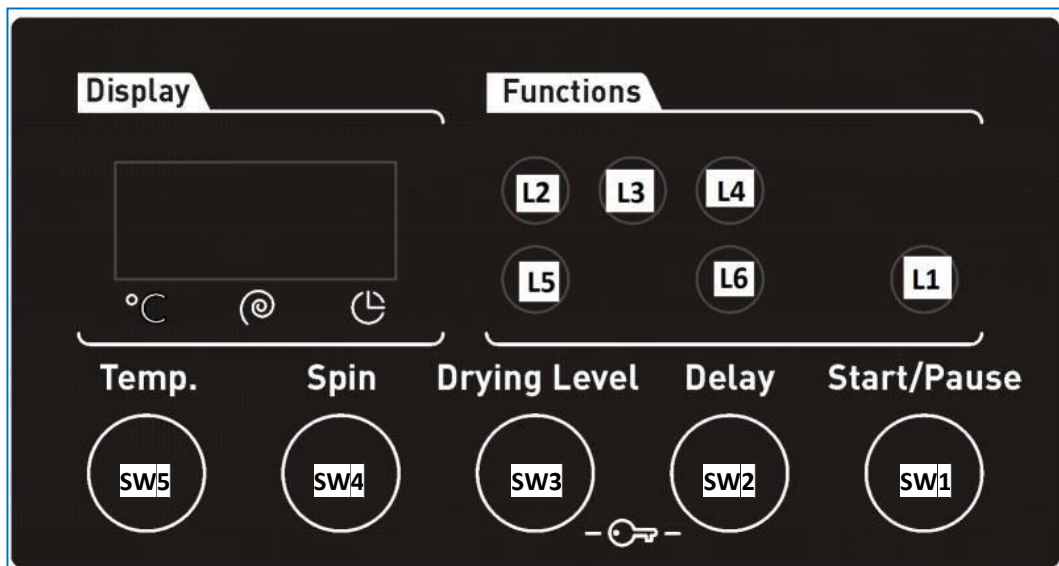 Display
Functions
L2 L3 L4
L5 L6 L1
°C
Temp. Spin Drying Level Delay Start/Pause
SW5 SW4 SW3 SW2 SW1